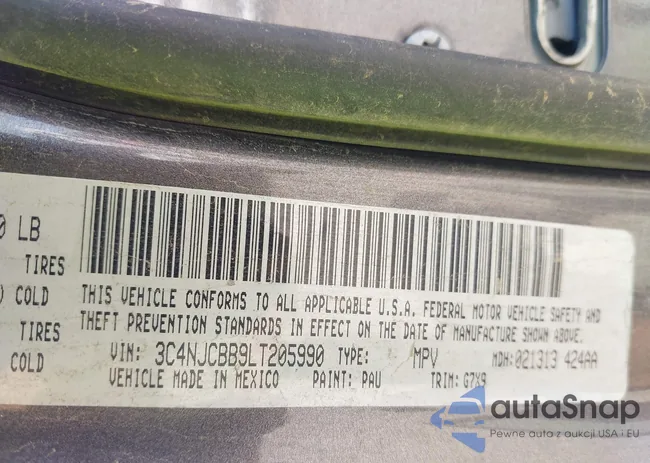 0 LB
TIRES
) COLD
TIRES
COLD
THIS VEHICLE CONFORMS TO ALL APPLICABLE U.S.A. FEDERAL MOTOR VEHICLE SAFETY AND
THEFT PREVENTION STANDARDS IN EFFECT ON THE DATE OF MANUFACTURE SHOWN ABOVE.
VIN: 3C4NJCBB9LT205990 TYPE: MPV MDH: 021313 424AA
VEHICLE MADE IN MEXICO PAINT: PAU TRIM: G7X9
autaSnap
Pewne auta z aukcji USA i EU